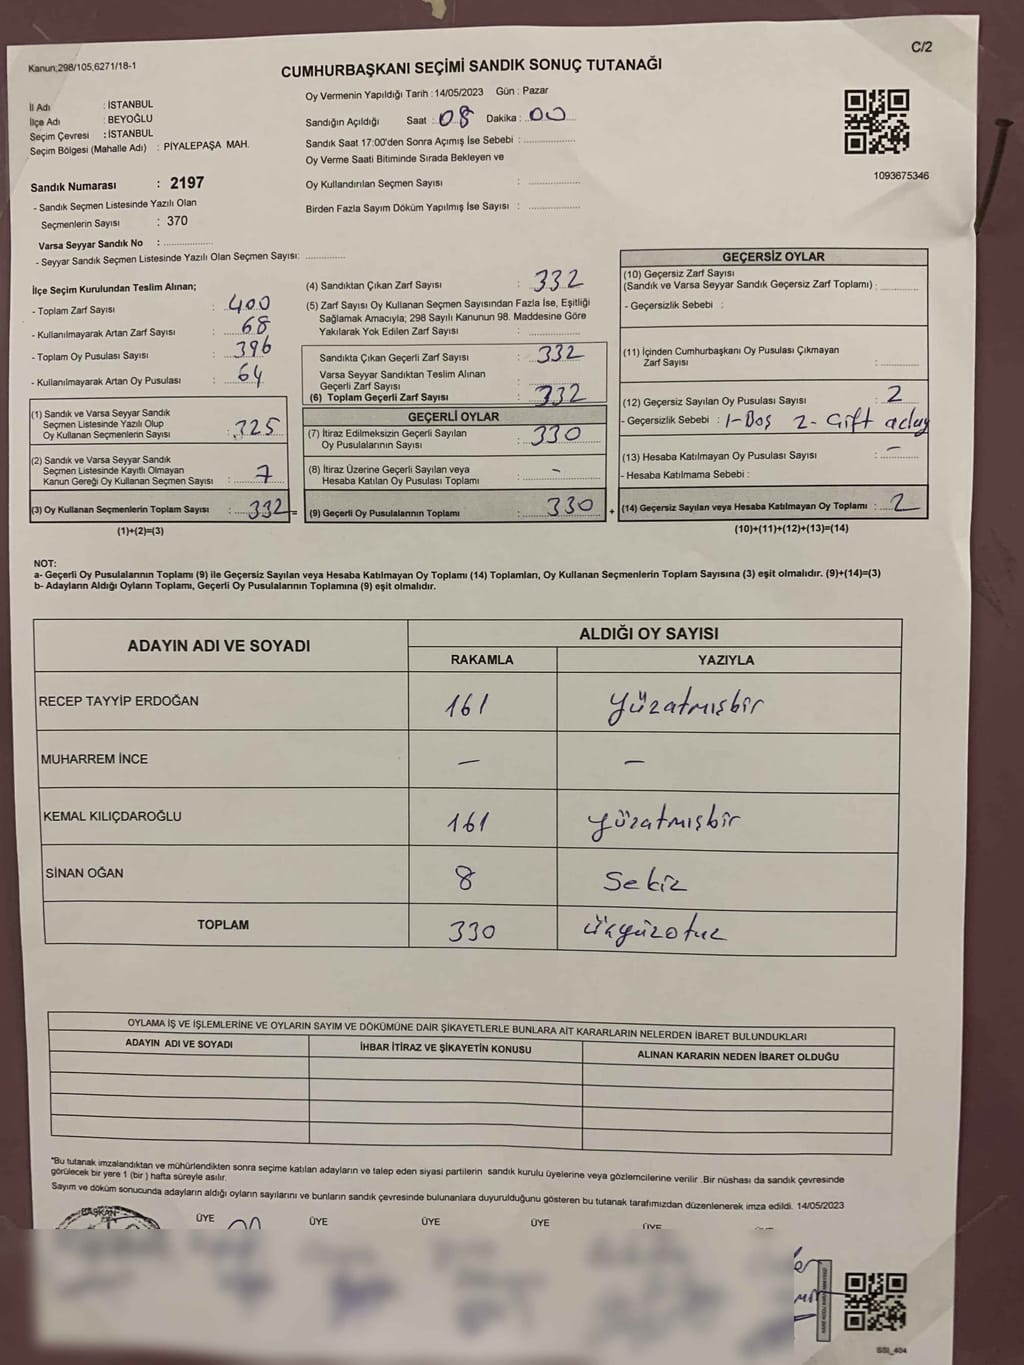 C/2
Kanun:298/105,6271/18-1
CUMHURBAŞKANI SEÇİMİ SANDIK SONUÇ TUTANAĞI
İl Adı : İSTANBUL
İlçe Adı : BEYOĞLU
Seçim Çevresi : İSTANBUL
Seçim Bölgesi (Mahalle Adı) : PİYALEPAŞA MAH.
Oy Vermenin Yapıldığı Tarih : 14/05/2023 Gün : Pazar
Sandığın Açıldığı Saat : 08 Dakika : 00
Sandık Saat 17:00'den Sonra Açımış İse Sebebi :
Oy Verme Saati Bitiminde Sırada Bekleyen ve
Oy Kullandırılan Seçmen Sayısı :
Birden Fazla Sayım Döküm Yapılmış İse Sayısı :
1093675346
Sandık Numarası : 2197
- Sandık Seçmen Listesinde Yazılı Olan
Seçmenlerin Sayısı : 370
Varsa Seyyar Sandık No :
- Seyyar Sandık Seçmen Listesinde Yazılı Olan Seçmen Sayısı:
İlçe Seçim Kurulundan Teslim Alınan;
- Toplam Zarf Sayısı : 400
- Kullanılmayarak Artan Zarf Sayısı : 68
- Toplam Oy Pusulası Sayısı : 396
- Kullanılmayarak Artan Oy Pusulası : 64
(1) Sandık ve Varsa Seyyar Sandık
Seçmen Listesinde Yazılı Olup
Oy Kullanan Seçmenlerin Sayısı : 325
(2) Sandık ve Varsa Seyyar Sandık
Seçmen Listesinde Kayıtlı Olmayan
Kanun Gereği Oy Kullanan Seçmen Sayısı : 7
(3) Oy Kullanan Seçmenlerin Toplam Sayısı : 332 =
(1)+(2)=(3)
(4) Sandıktan Çıkan Zarf Sayısı : 332
(5) Zarf Sayısı Oy Kullanan Seçmen Sayısından Fazla İse, Eşitliği
Sağlamak Amacıyla; 298 Sayılı Kanunun 98. Maddesine Göre
Yakılarak Yok Edilen Zarf Sayısı :
Sandıkta Çıkan Geçerli Zarf Sayısı : 332
Varsa Seyyar Sandıktan Teslim Alınan
Geçerli Zarf Sayısı :
(6) Toplam Geçerli Zarf Sayısı : 332
GEÇERLİ OYLAR
(7) İtiraz Edilmeksizin Geçerli Sayılan
Oy Pusulalarının Sayısı : 330
(8) İtiraz Üzerine Geçerli Sayılan veya
Hesaba Katılan Oy Pusulası Toplamı : -
(9) Geçerli Oy Pusulalarının Toplamı : 330 +
GEÇERSİZ OYLAR
(10) Geçersiz Zarf Sayısı
(Sandık ve Varsa Seyyar Sandık Geçersiz Zarf Toplamı) :
- Geçersizlik Sebebi :
(11) İçinden Cumhurbaşkanı Oy Pusulası Çıkmayan
Zarf Sayısı :
(12) Geçersiz Sayılan Oy Pusulası Sayısı : 2
- Geçersizlik Sebebi : 1-Boş 2- Çift aday
(13) Hesaba Katılmayan Oy Pusulası Sayısı : -
- Hesaba Katılmama Sebebi :
(14) Geçersiz Sayılan veya Hesaba Katılmayan Oy Toplamı : 2
(10)+(11)+(12)+(13)=(14)
NOT:
a- Geçerli Oy Pusulalarının Toplamı (9) ile Geçersiz Sayılan veya Hesaba Katılmayan Oy Toplamı (14) Toplamları, Oy Kullanan Seçmenlerin Toplam Sayısına (3) eşit olmalıdır. (9)+(14)=(3)
b- Adayların Aldığı Oyların Toplamı, Geçerli Oy Pusulalarının Toplamına (9) eşit olmalıdır.
ADAYIN ADI VE SOYADI
ALDIĞI OY SAYISI
RAKAMLA YAZIYLA
RECEP TAYYİP ERDOĞAN 161 Yüzatmışbir
MUHARREM İNCE - -
KEMAL KILIÇDAROĞLU 161 yüzatmışbir
SİNAN OĞAN 8 Sekiz
TOPLAM 330 üçyüzotuz
OYLAMA İŞ VE İŞLEMLERİNE VE OYLARIN SAYIM VE DÖKÜMÜNE DAİR ŞİKAYETLERLE BUNLARA AİT KARARLARIN NELERDEN İBARET BULUNDUKLARI
ADAYIN ADI VE SOYADI İHBAR İTİRAZ VE ŞİKAYETİN KONUSU ALINAN KARARIN NEDEN İBARET OLDUĞU
"Bu tutanak imzalandıktan ve mühürlendikten sonra seçime katılan adayların ve talep eden siyasi partilerin sandık kurulu üyelerine veya gözlemcilerine verilir .Bir nüshası da sandık çevresinde
görülecek bir yere 1 (bir ) hafta süreyle asılır.
Sayım ve döküm sonucunda adayların aldığı oyların sayılarını ve bunların sandık çevresinde bulunanlara duyurulduğunu gösteren bu tutanak tarafımızdan düzenlenerek imza edildi. 14/05/2023
BAŞKAN ÜYE ÜYE ÜYE ÜYE ÜYE
SSI_404